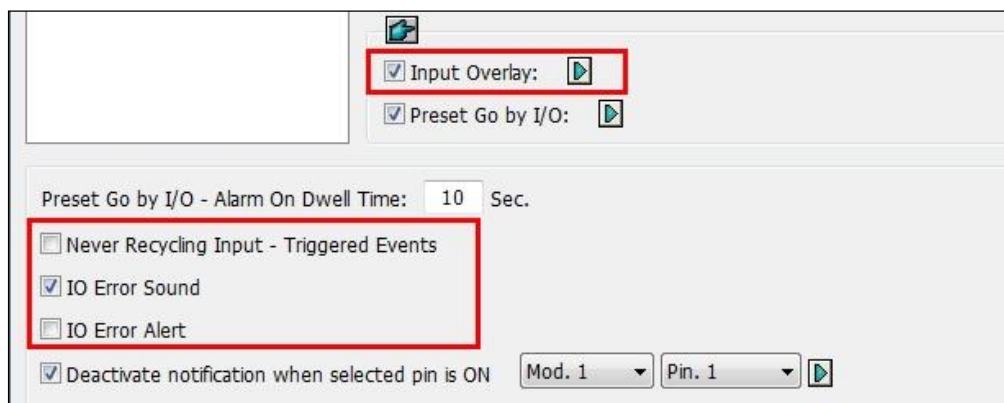 Input Overlay:
Preset Go by I/O:
Preset Go by I/O - Alarm On Dwell Time: 10 Sec.
Never Recycling Input - Triggered Events
IO Error Sound
IO Error Alert
Deactivate notification when selected pin is ON Mod. 1 Pin. 1